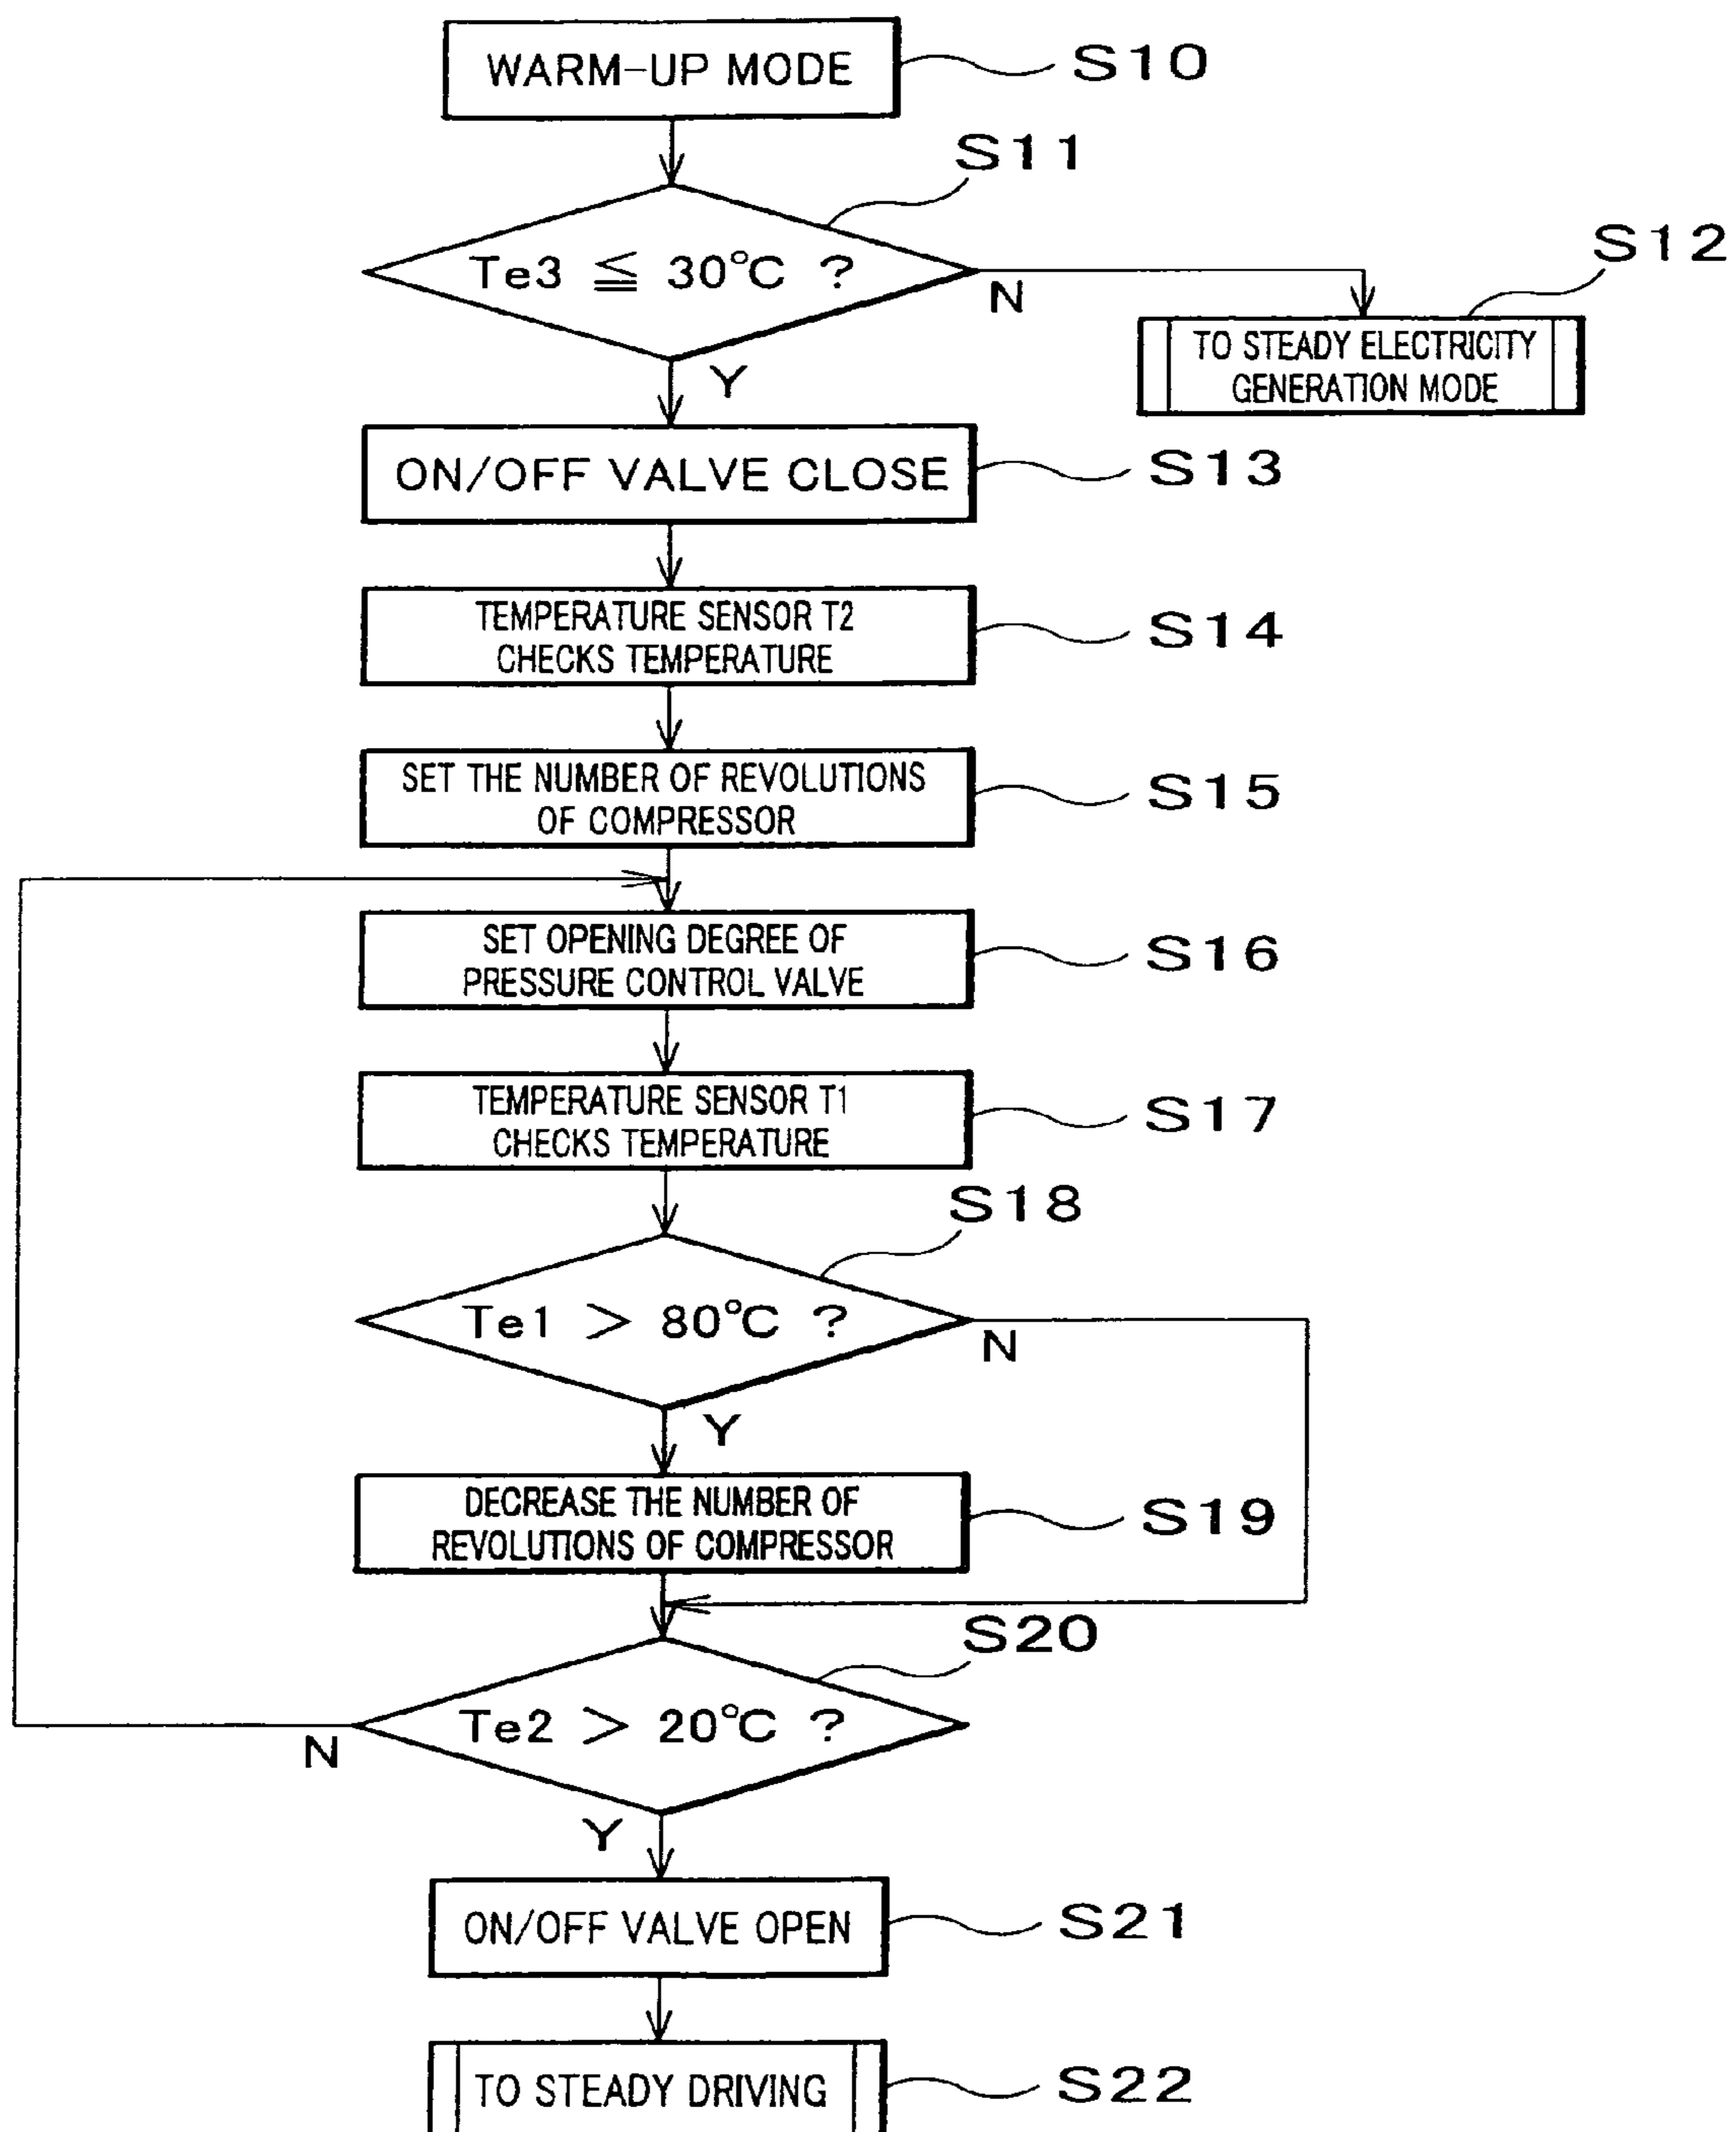 WARM-UP MODE
S10
S11
Te3 ≦ 30°C ?
N
S12
TO STEADY ELECTRICITY
GENERATION MODE
Y
ON/OFF VALVE CLOSE
S13
TEMPERATURE SENSOR T2
CHECKS TEMPERATURE
S14
SET THE NUMBER OF REVOLUTIONS
OF COMPRESSOR
S15
SET OPENING DEGREE OF
PRESSURE CONTROL VALVE
S16
TEMPERATURE SENSOR T1
CHECKS TEMPERATURE
S17
S18
Te1 > 80°C ?
N
Y
DECREASE THE NUMBER OF
REVOLUTIONS OF COMPRESSOR
S19
S20
Te2 > 20°C ?
N
Y
ON/OFF VALVE OPEN
S21
TO STEADY DRIVING
S22